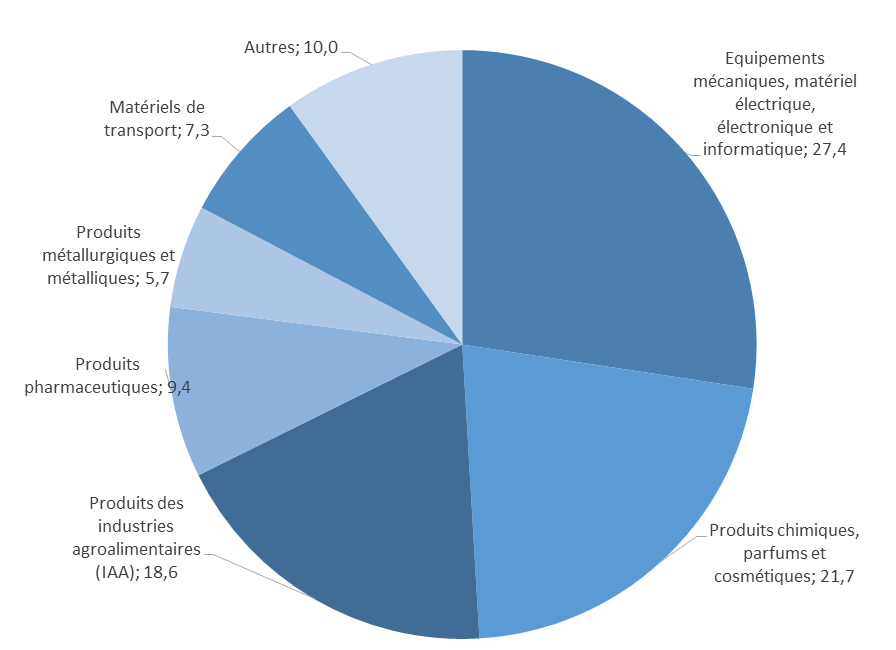 Autres; 10,0
Equipements
mécaniques, matériel
électrique,
électronique et
informatique; 27,4
Matériels de
transport; 7,3
Produits
métallurgiques et
métalliques; 5,7
Produits
pharmaceutiques; 9,4
Produits des
industries
agroalimentaires
(IAA); 18,6
Produits chimiques,
parfums et
cosmétiques; 21,7